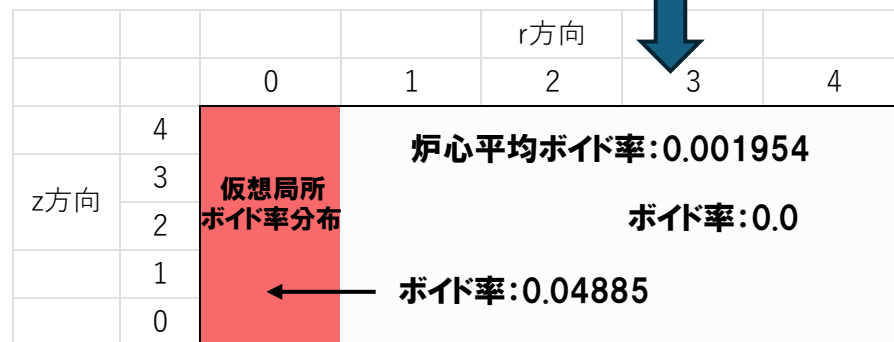 r方向
0 1 2 3 4
4
炉心平均ボイド率:0.001954
3
仮想局所
z方向
ボイド率分布
2
ボイド率:0.0
1
ボイド率:0.04885
0